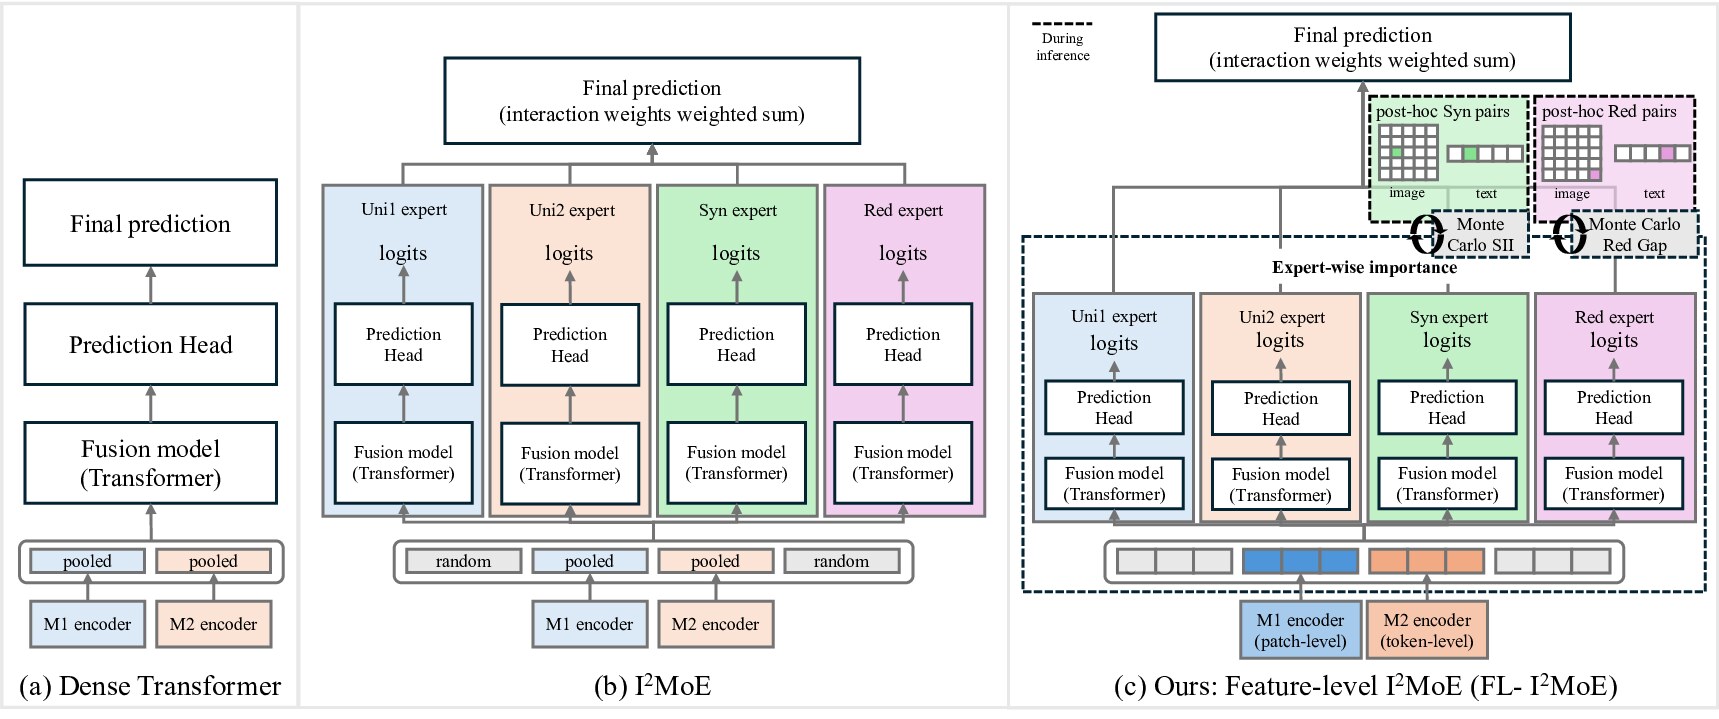 Final prediction
Prediction Head
Fusion model
(Transformer)
pooled
pooled
M1 encoder
M2 encoder
(a) Dense Transformer
Final prediction
(interaction weights weighted sum)
Uni1 expert
logits
Prediction
Head
Fusion model
(Transformer)
Uni2 expert
logits
Prediction
Head
Fusion model
(Transformer)
Syn expert
logits
Prediction
Head
Fusion model
(Transformer)
Red expert
logits
Prediction
Head
Fusion model
(Transformer)
random
pooled
pooled
random
M1 encoder
M2 encoder
(b) I²MoE
During
inference
Final prediction
(interaction weights weighted sum)
post-hoc Syn pairs
image
text
post-hoc Red pairs
image
text
Monte
Carlo SII
Monte Carlo
Red Gap
Expert-wise importance
Uni1 expert
logits
Prediction
Head
Fusion model
(Transformer)
Uni2 expert
logits
Prediction
Head
Fusion model
(Transformer)
Syn expert
logits
Prediction
Head
Fusion model
(Transformer)
Red expert
logits
Prediction
Head
Fusion model
(Transformer)
M1 encoder
(patch-level)
M2 encoder
(token-level)
(c) Ours: Feature-level I²MoE (FL- I²MoE)